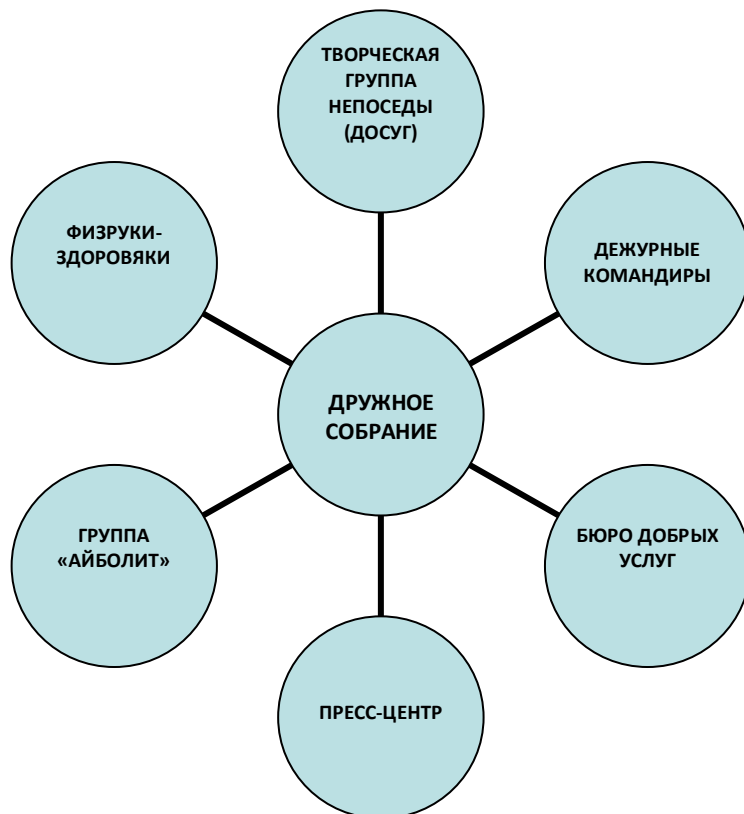 ТВОРЧЕСКАЯ
ГРУППА
НЕПОСЕДЫ
(ДОСУГ)
ФИЗРУКИ-
ЗДОРОВЯКИ
ДЕЖУРНЫЕ
КОМАНДИРЫ
ДРУЖНОЕ
СОБРАНИЕ
ГРУППА
«АЙБОЛИТ»
БЮРО ДОБРЫХ
УСЛУГ
ПРЕСС-ЦЕНТР